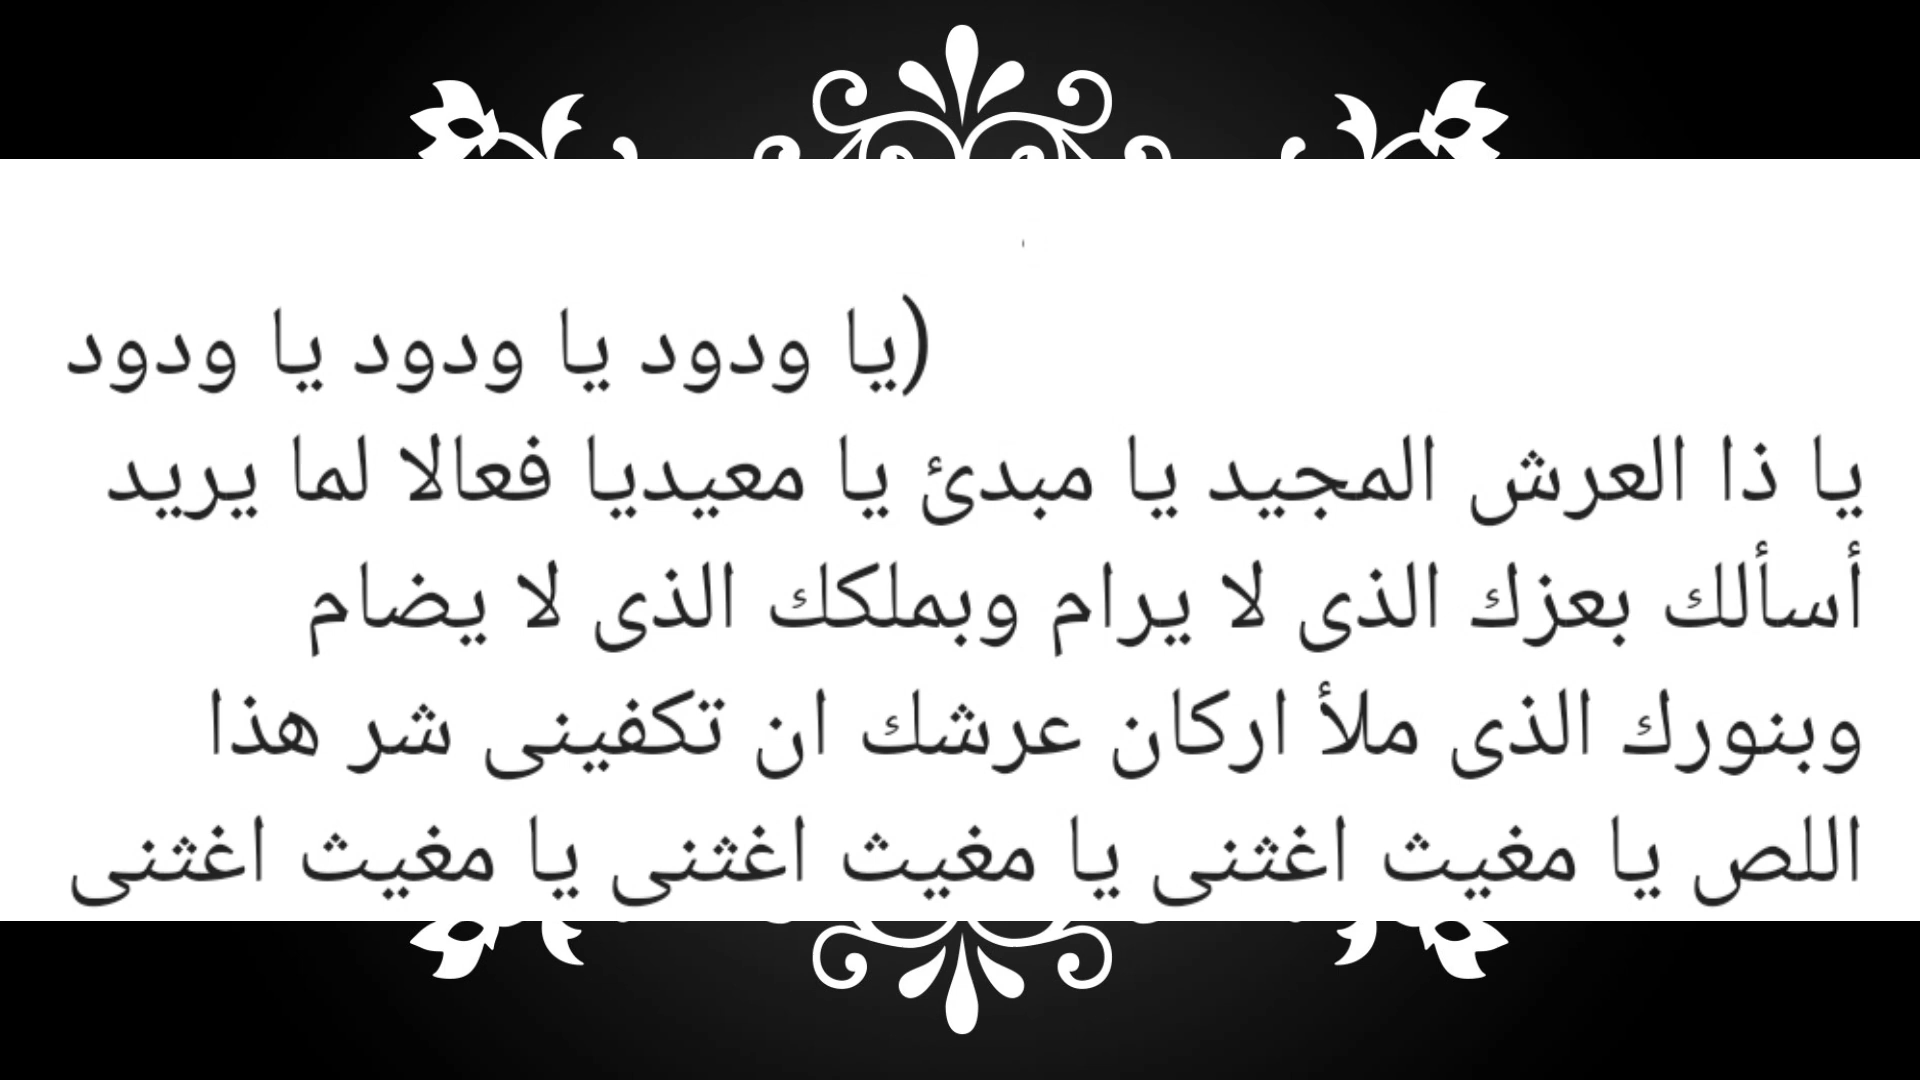 (يا ودود يا ودود يا ودود
يا ذا العرش المجيد يا مبدئ يا معيديا فعالا لما يريد
أسألك بعزك الذى لا يرام وبملكك الذى لا يضام
وبنورك الذى ملأ اركان عرشك ان تكفينى شر هذا
اللص يا مغيث اغثنى يا مغيث اغثنى يا مغيث اغثنى